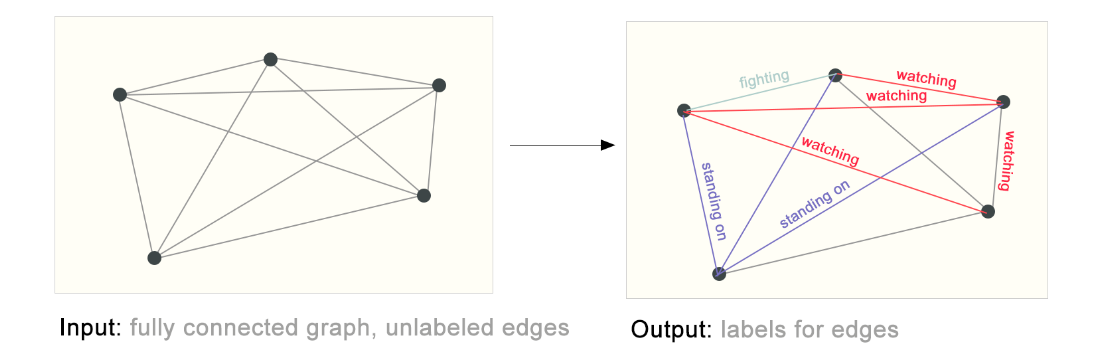 fighting
watching
watching
watching
watching
standing on
standing on
Input: fully connected graph, unlabeled edges
Output: labels for edges